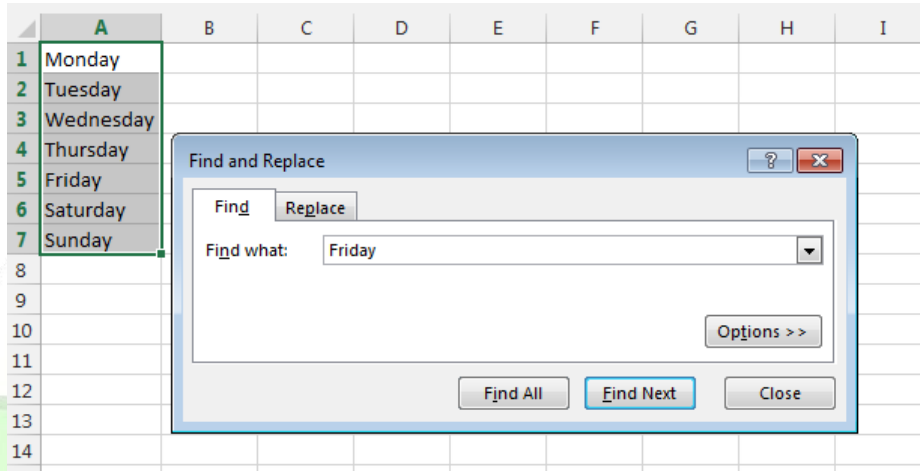 A B C D E F G H I
1 Monday
2 Tuesday
3 Wednesday
4 Thursday
5 Friday
6 Saturday
7 Sunday
8
9
10
11
12
13
14
Find and Replace ?
Find Replace
Find what: Friday
Options >>
Find All Find Next Close